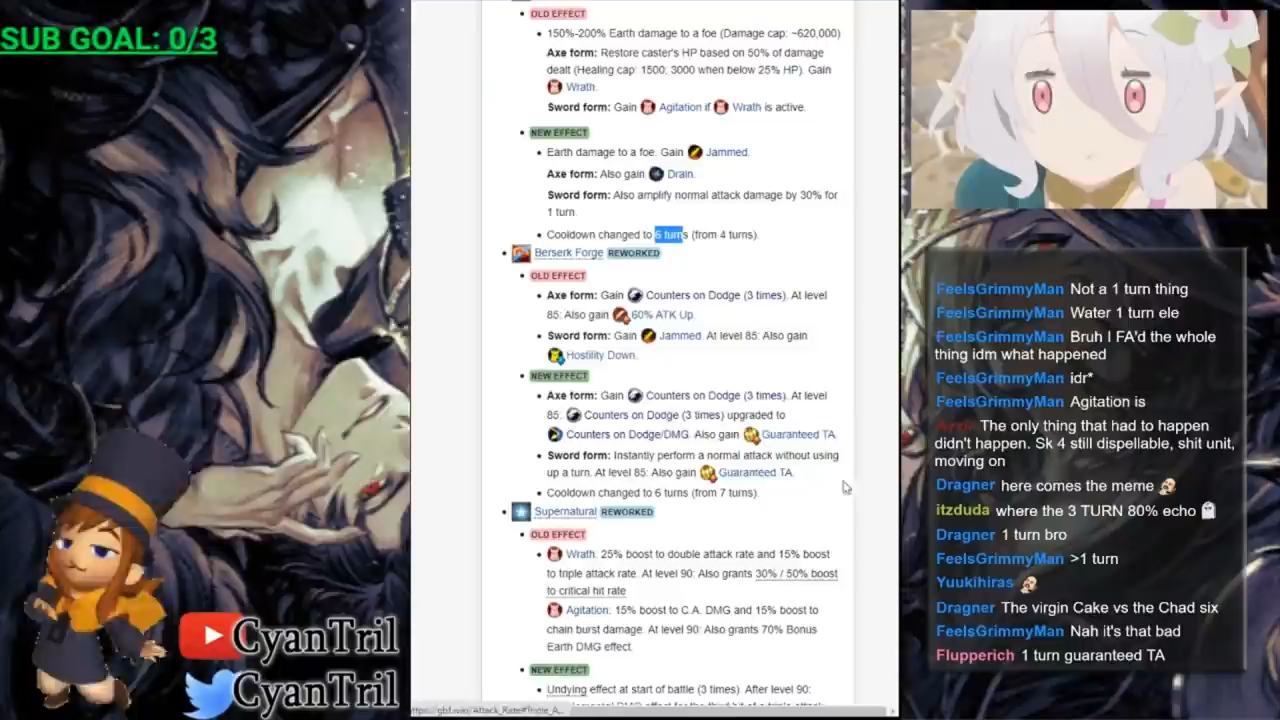 SUB GOAL: 0/3
OLD EFFECT
150%-200% Earth damage to a foe (Damage cap: ~620,000)
Axe form: Restore caster's HP based on 50% of damage
dealt (Healing cap: 1500; 3000 when below 25% HP). Gain
Wrath.
Sword form: Gain Agitation if Wrath is active.
NEW EFFECT
Earth damage to a foe. Gain Jammed.
Axe form: Also gain Drain.
Sword form: Also amplify normal attack damage by 30% for
1 turn.
Cooldown changed to 6 turns (from 4 turns).
Berserk Forge REWORKED
OLD EFFECT
Axe form: Gain Counters on Dodge (3 times). At level
85: Also gain 60% ATK Up.
Sword form: Gain Jammed. At level 85: Also gain
Hostility Down.
NEW EFFECT
Axe form: Gain Counters on Dodge (3 times). At level
85: Counters on Dodge (3 times) upgraded to
Counters on Dodge/DMG. Also gain Guaranteed TA.
Sword form: Instantly perform a normal attack without using
up a turn. At level 85: Also gain Guaranteed TA.
Cooldown changed to 6 turns (from 7 turns).
Supernatural REWORKED
OLD EFFECT
Wrath: 25% boost to double attack rate and 15% boost
to triple attack rate. At level 90: Also grants 30% / 50% boost
to critical hit rate
Agitation: 15% boost to C.A. DMG and 15% boost to
chain burst damage. At level 90: Also grants 70% Bonus
Earth DMG effect.
NEW EFFECT
Undying effect at start of battle (3 times). After level 90:
CyanTril
CyanTril
FeelsGrimmyMan Not a 1 turn thing
FeelsGrimmyMan Water 1 turn ele
FeelsGrimmyMan Bruh I FA'd the whole
thing idm what happened
FeelsGrimmyMan idr*
FeelsGrimmyMan Agitation is
The only thing that had to happen
didn't happen. Sk 4 still dispellable, shit unit,
moving on
Dragner here comes the meme
itzduda where the 3 TURN 80% echo
Dragner 1 turn bro
FeelsGrimmyMan >1 turn
Yuukihiras
Dragner The virgin Cake vs the Chad six
FeelsGrimmyMan Nah it's that bad
Flupperich 1 turn guaranteed TA